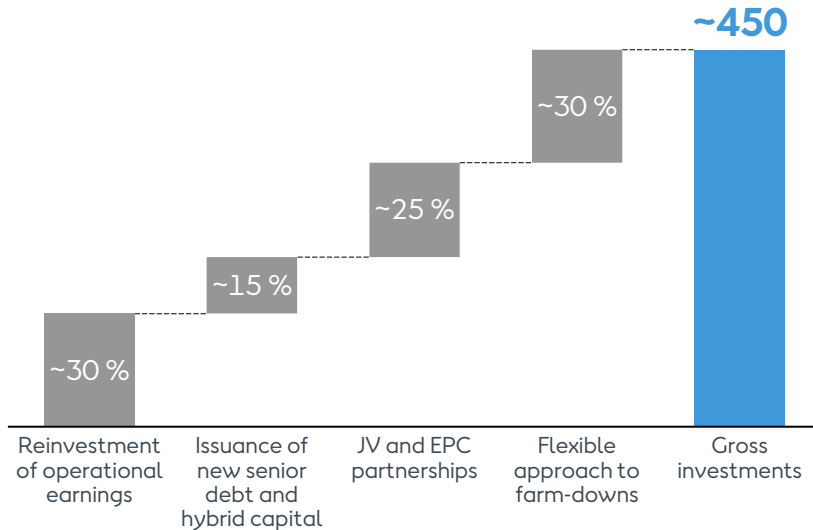 ~450
~30 %
~25 %
~15 %
~30 %
Reinvestment
of operational
earnings
Issuance of
new senior
debt and
hybrid capital
JV and EPC
partnerships
Flexible
approach to
farm-downs
Gross
investments